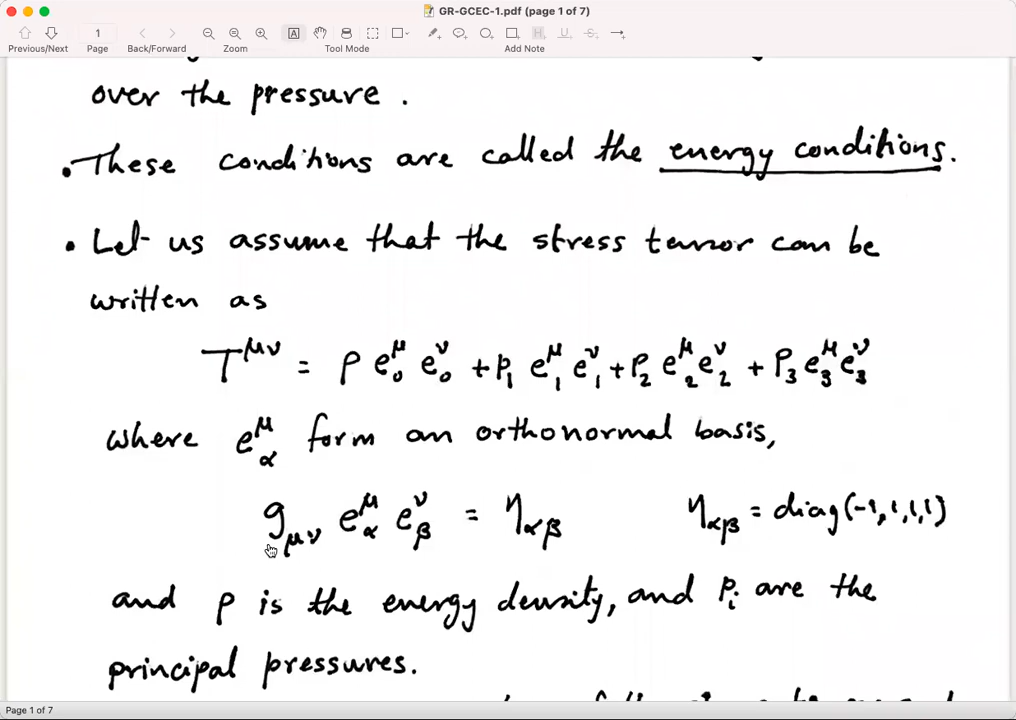 GR-GCEC-1.pdf (page 1 of 7)
1
Previous/Next Page Back/Forward Zoom Tool Mode Add Note
over the pressure .
• These conditions are called the energy conditions.
• Let us assume that the stress tensor can be
written as
T^{μν} = ρ e_0^μ e_0^ν + p_1 e_1^μ e_1^ν + p_2 e_2^μ e_2^ν + p_3 e_3^μ e_3^ν
where e_α^μ form an orthonormal basis,
g_{μν} e_α^μ e_β^ν = η_{αβ} η_{αβ} = diag(-1,1,1,1)
and ρ is the energy density, and p_i are the
principal pressures.
Page 1 of 7